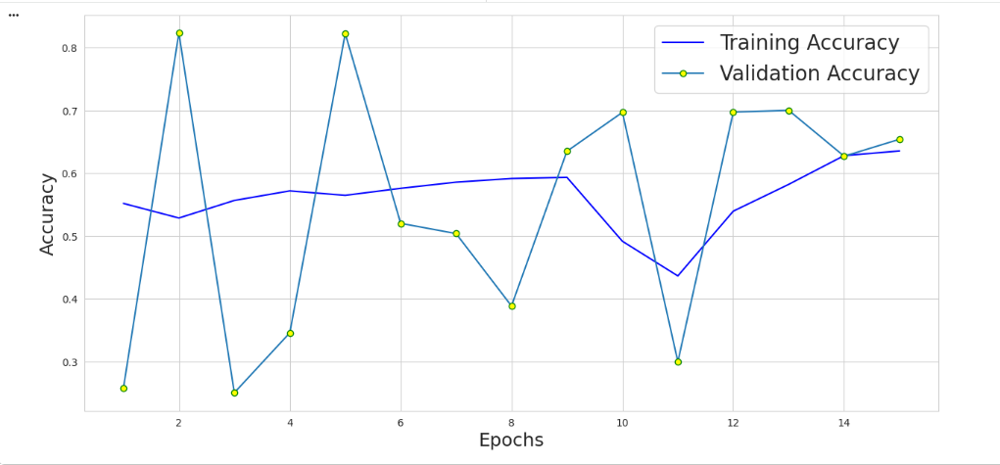 ...
Training Accuracy
Validation Accuracy
0.8
0.7
0.6
0.5
0.4
0.3
Accuracy
2 4 6 8 10 12 14
Epochs